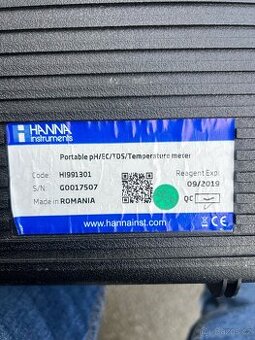 HANNA
instruments
Portable pH/EC/TDS/Temperature meter
Code: HI991301
S/N: G0017507
Made in ROMANIA
Reagent Exp:
09/2019
QC
www.hannainst.com